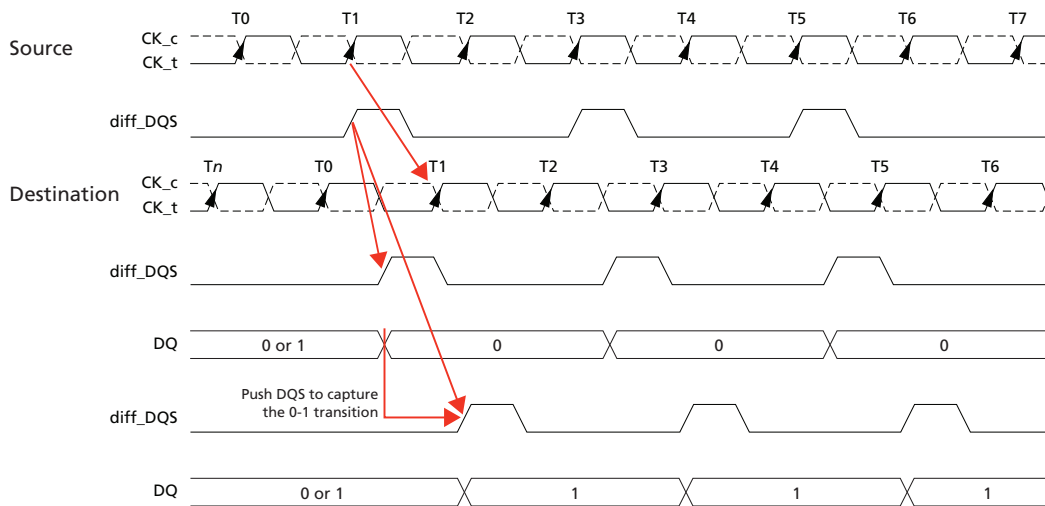 T0 T1 T2 T3 T4 T5 T6 T7
Source
CK_c
CK_t
diff_DQS
Tn T0 T1 T2 T3 T4 T5 T6
Destination
CK_c
CK_t
diff_DQS
DQ
0 or 1 0 0 0
Push DQS to capture
the 0-1 transition
diff_DQS
DQ
0 or 1 1 1 1